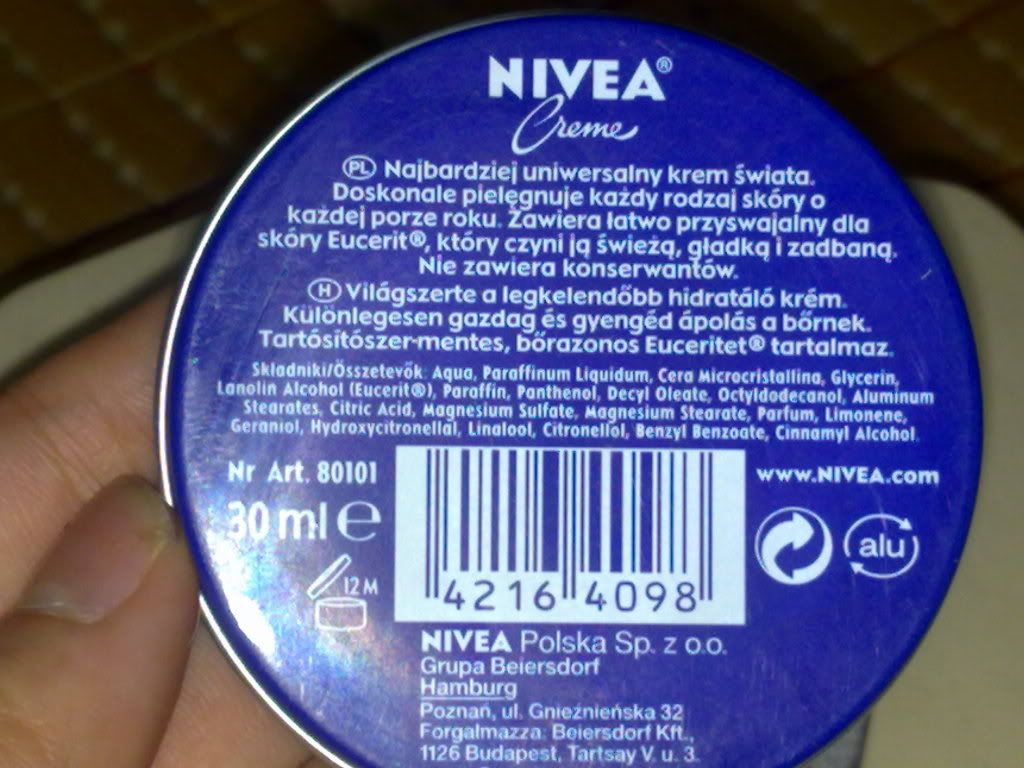 NIVEA®
Creme
PL Najbardziej uniwersalny krem świata.
Doskonale pielęgnuje każdy rodzaj skóry o
każdej porze roku. Zawiera łatwo przyswajalny dla
skóry Eucerit®, który czyni ją świeżą, gładką i zadbaną.
Nie zawiera konserwantów.
H Világszerte a legkelendőbb hidratáló krém.
Különlegesen gazdag és gyengéd ápolás a bőrnek.
Tartósítószer-mentes, bőrazonos Euceritet® tartalmaz.
Składniki/Összetevők: Aqua, Paraffinum Liquidum, Cera Microcristallina, Glycerin,
Lanolin Alcohol (Eucerit®), Paraffin, Panthenol, Decyl Oleate, Octyldodecanol, Aluminum
Stearates, Citric Acid, Magnesium Sulfate, Magnesium Stearate, Parfum, Limonene,
Geraniol, Hydroxycitronellal, Linalool, Citronellol, Benzyl Benzoate, Cinnamyl Alcohol.
Nr Art. 80101
www.NIVEA.com
30 ml e
alu
12 M
4216 4098
NIVEA Polska Sp. z o.o.
Grupa Beiersdorf
Hamburg
Poznań, ul. Gnieźnieńska 32
Forgalmazza: Beiersdorf Kft.,
1126 Budapest, Tartsay V. u. 3.